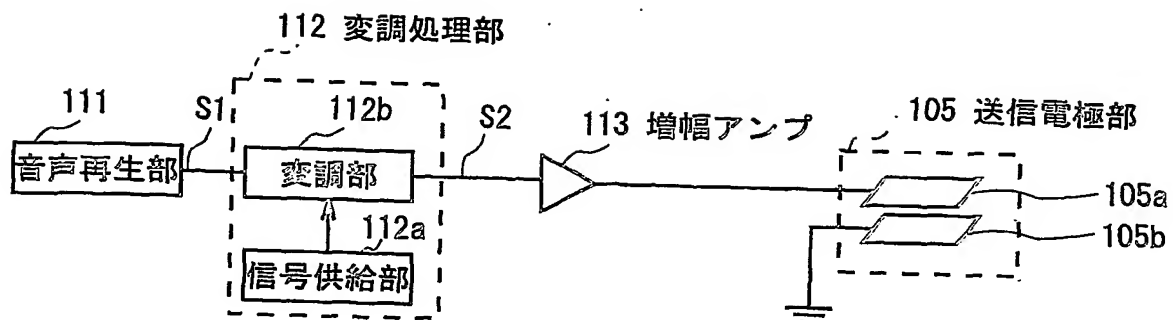 112 変調処理部
111
S1
112b
S2
113 増幅アンプ
105 送信電極部
音声再生部
変調部
105a
105b
112a
信号供給部